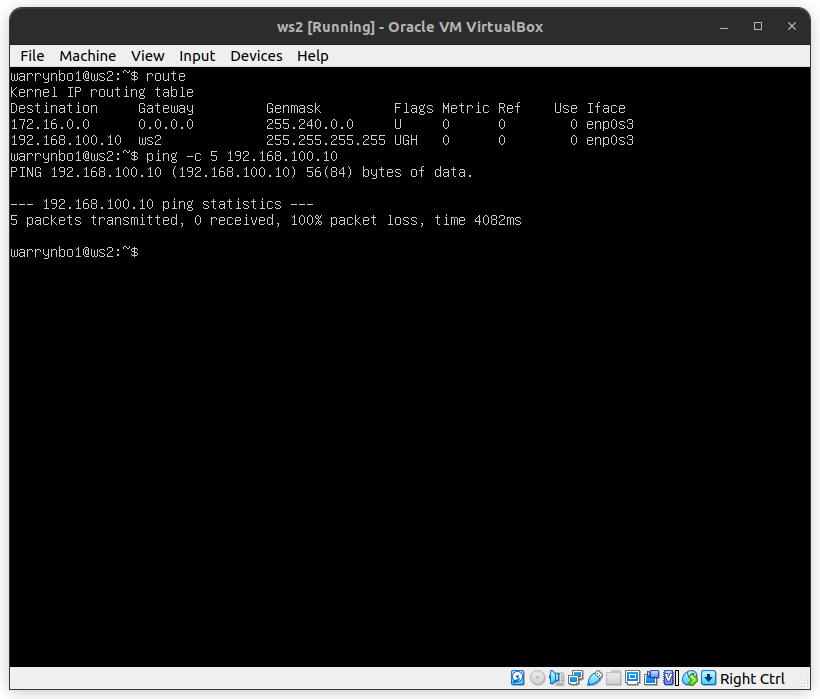 ws2 [Running] - Oracle VM VirtualBox
File Machine View Input Devices Help
warrynbo1@ws2:~$ route
Kernel IP routing table
Destination Gateway Genmask Flags Metric Ref Use Iface
172.16.0.0 0.0.0.0 255.240.0.0 U 0 0 0 enp0s3
192.168.100.10 ws2 255.255.255.255 UGH 0 0 0 enp0s3
warrynbo1@ws2:~$ ping -c 5 192.168.100.10
PING 192.168.100.10 (192.168.100.10) 56(84) bytes of data.
--- 192.168.100.10 ping statistics ---
5 packets transmitted, 0 received, 100% packet loss, time 4082ms
warrynbo1@ws2:~$
Right Ctrl